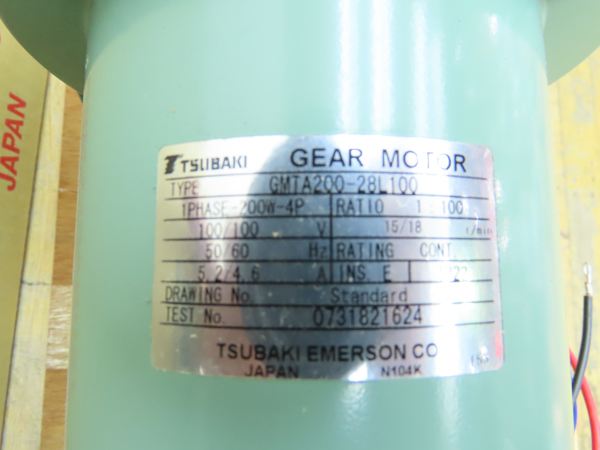 JAPAN
TSUBAKI GEAR MOTOR
TYPE GMTA200-28L100
1PHASE-200W-4P RATIO 1:100
100/100 V 15/18 r/min
50/60 Hz RATING CONT.
5.2/4.6 A INS. E
DRAWING No. Standard
TEST No. 0731821624
TSUBAKI EMERSON CO
JAPAN N104K